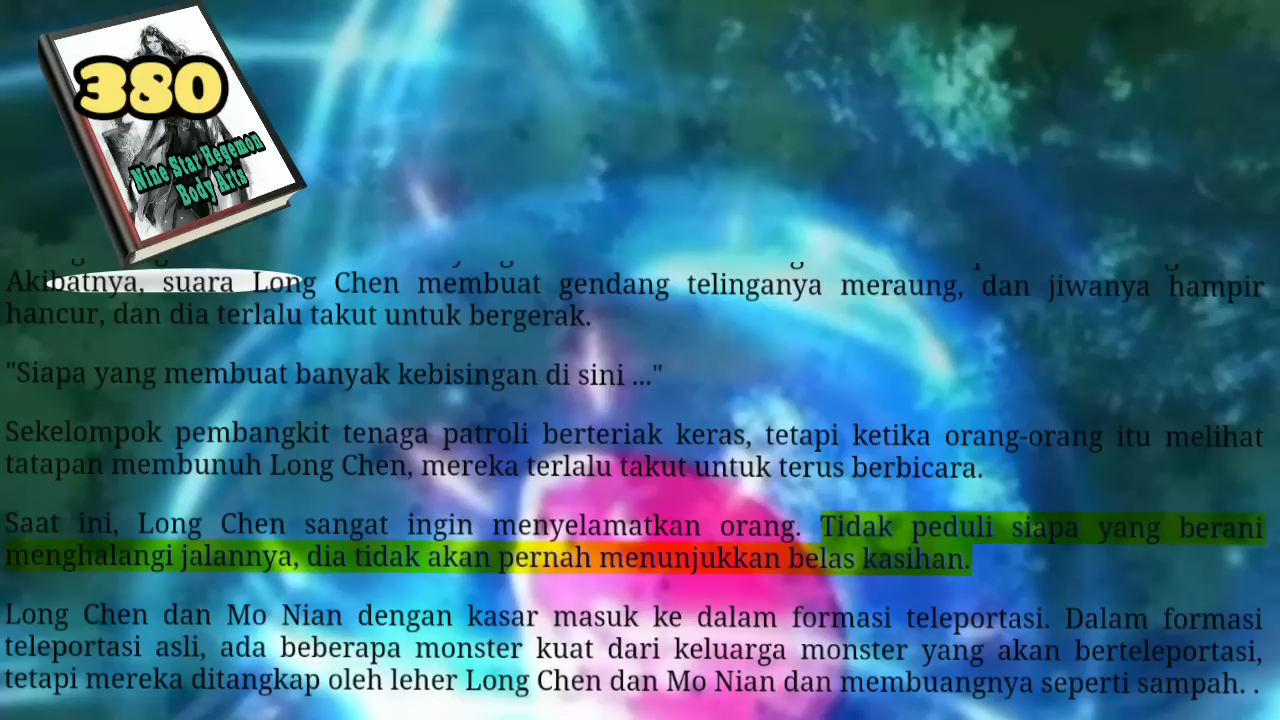 380
Nine Star Hegemon
Body Arts
Akibatnya, suara Long Chen membuat gendang telinganya meraung, dan jiwanya hampir
hancur, dan dia terlalu takut untuk bergerak.
"Siapa yang membuat banyak kebisingan di sini ..."
Sekelompok pembangkit tenaga patroli berteriak keras, tetapi ketika orang-orang itu melihat
tatapan membunuh Long Chen, mereka terlalu takut untuk terus berbicara.
Saat ini, Long Chen sangat ingin menyelamatkan orang. Tidak peduli siapa yang berani
menghalangi jalannya, dia tidak akan pernah menunjukkan belas kasihan.
Long Chen dan Mo Nian dengan kasar masuk ke dalam formasi teleportasi. Dalam formasi
teleportasi asli, ada beberapa monster kuat dari keluarga monster yang akan berteleportasi,
tetapi mereka ditangkap oleh leher Long Chen dan Mo Nian dan membuangnya seperti sampah. .